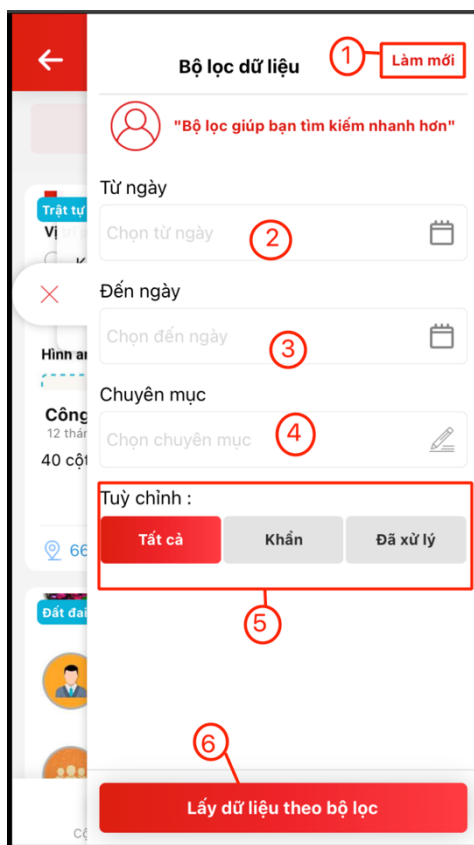 Bộ lọc dữ liệu
1
Làm mới
"Bộ lọc giúp bạn tìm kiếm nhanh hơn"
Từ ngày
Trật tự
Chọn từ ngày
2
Đến ngày
Chọn đến ngày
3
Hình
Chuyên mục
Công
12 thán
Chọn chuyên mục
4
40 cột
Tuỳ chỉnh :
Tất cả
Khẩn
Đã xử lý
66
5
Đất đai
6
Lấy dữ liệu theo bộ lọc